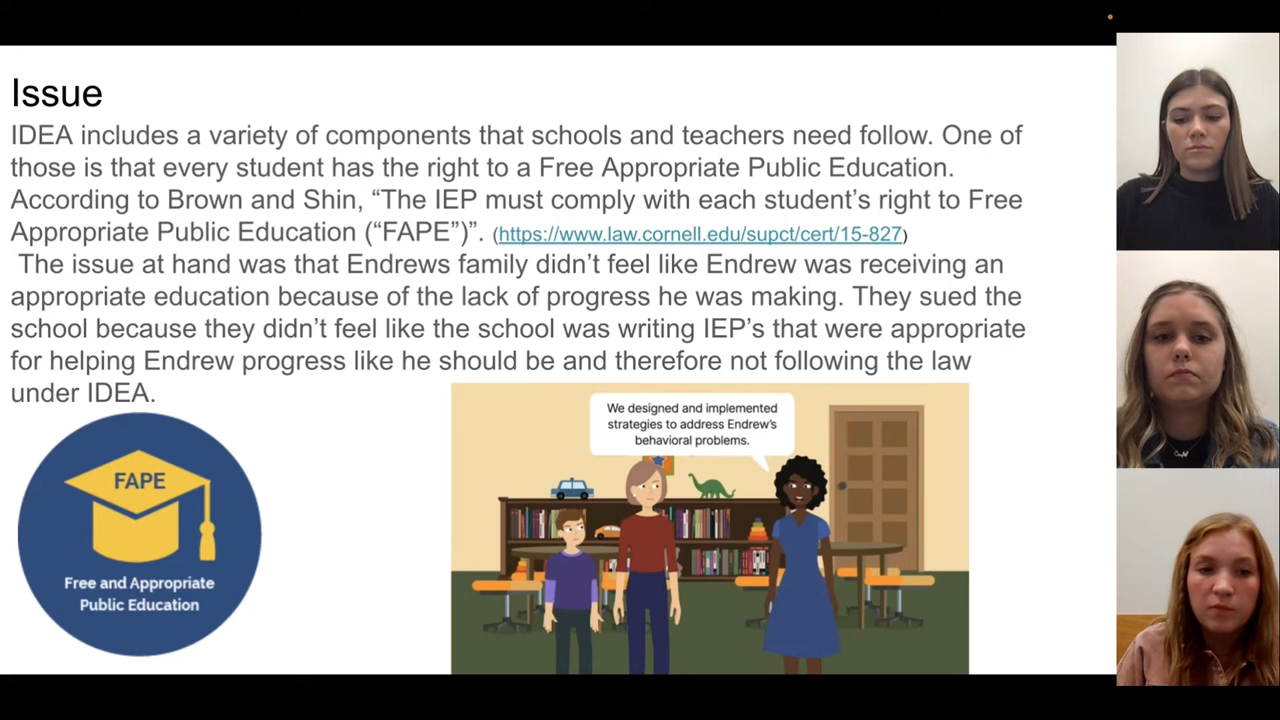 Issue
IDEA includes a variety of components that schools and teachers need follow. One of
those is that every student has the right to a Free Appropriate Public Education.
According to Brown and Shin, “The IEP must comply with each student’s right to Free
Appropriate Public Education (“FAPE”)”. (https://www.law.cornell.edu/supct/cert/15-827)
The issue at hand was that Endrews family didn’t feel like Endrew was receiving an
appropriate education because of the lack of progress he was making. They sued the
school because they didn’t feel like the school was writing IEP’s that were appropriate
for helping Endrew progress like he should be and therefore not following the law
under IDEA.
We designed and implemented
strategies to address Endrew’s
behavioral problems.
FAPE
Free and Appropriate
Public Education